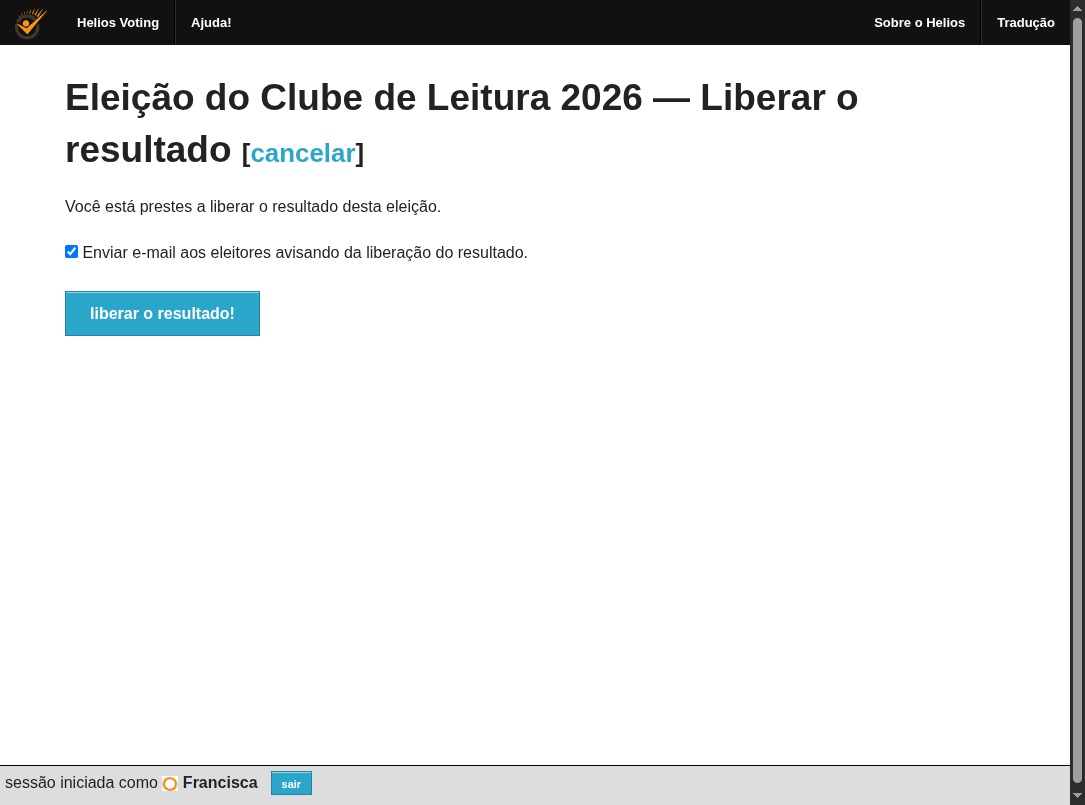 Helios Voting
Ajuda!
Sobre o Helios
Tradução
Eleição do Clube de Leitura 2026 — Liberar o
resultado [cancelar]
Você está prestes a liberar o resultado desta eleição.
Enviar e-mail aos eleitores avisando da liberação do resultado.
liberar o resultado!
sessão iniciada como Francisca sair